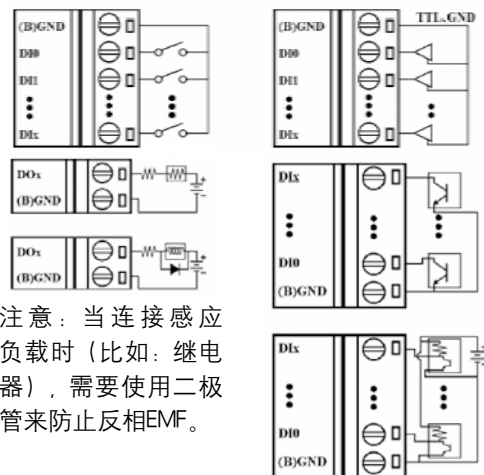 (B)GND
DI0
DI1
DIx
DOx
(B)GND
DOx
(B)GND
注意：当连接感应
负载时（比如：继电
器），需要使用二极
管来防止反相EMF。
TTL.GND
(B)GND
DI0
DI1
DIx
DIx
DI0
(B)GND
DIx
DI0
(B)GND